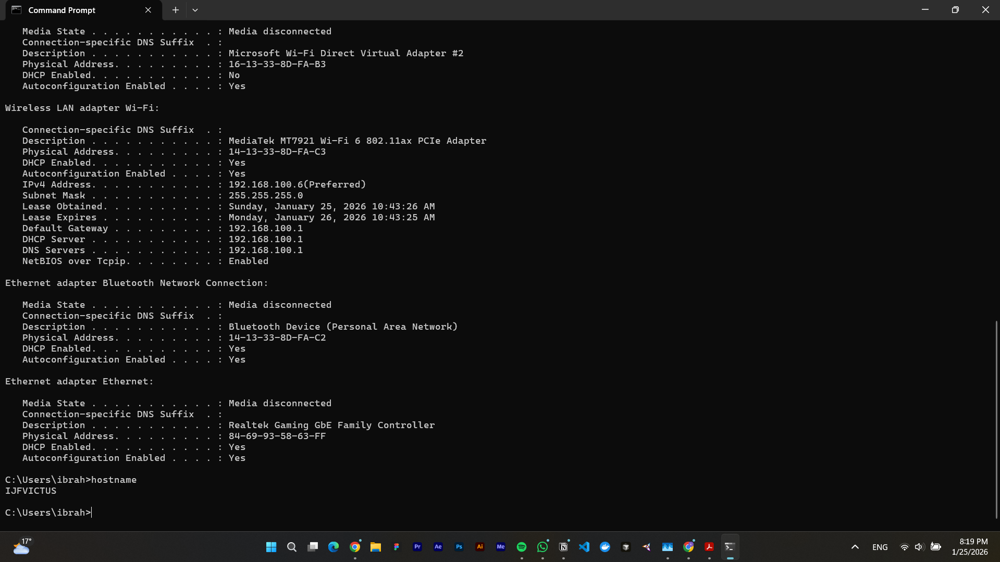 Command Prompt
Media State . . . . . . . . . . . : Media disconnected
Connection-specific DNS Suffix  . :
Description . . . . . . . . . . . : Microsoft Wi-Fi Direct Virtual Adapter #2
Physical Address. . . . . . . . . : 16-13-33-8D-FA-B3
DHCP Enabled. . . . . . . . . . . : No
Autoconfiguration Enabled . . . . : Yes
Wireless LAN adapter Wi-Fi:
Connection-specific DNS Suffix  . :
Description . . . . . . . . . . . : MediaTek MT7921 Wi-Fi 6 802.11ax PCIe Adapter
Physical Address. . . . . . . . . : 14-13-33-8D-FA-C3
DHCP Enabled. . . . . . . . . . . : Yes
Autoconfiguration Enabled . . . . : Yes
IPv4 Address. . . . . . . . . . . : 192.168.100.6(Preferred)
Subnet Mask . . . . . . . . . . . : 255.255.255.0
Lease Obtained. . . . . . . . . . : Sunday, January 25, 2026 10:43:26 AM
Lease Expires . . . . . . . . . . : Monday, January 26, 2026 10:43:25 AM
Default Gateway . . . . . . . . . : 192.168.100.1
DHCP Server . . . . . . . . . . . : 192.168.100.1
DNS Servers . . . . . . . . . . . : 192.168.100.1
NetBIOS over Tcpip. . . . . . . . : Enabled
Ethernet adapter Bluetooth Network Connection:
Media State . . . . . . . . . . . : Media disconnected
Connection-specific DNS Suffix  . :
Description . . . . . . . . . . . : Bluetooth Device (Personal Area Network)
Physical Address. . . . . . . . . : 14-13-33-8D-FA-C2
DHCP Enabled. . . . . . . . . . . : Yes
Autoconfiguration Enabled . . . . : Yes
Ethernet adapter Ethernet:
Media State . . . . . . . . . . . : Media disconnected
Connection-specific DNS Suffix  . :
Description . . . . . . . . . . . : Realtek Gaming GbE Family Controller
Physical Address. . . . . . . . . : 84-69-93-58-63-FF
DHCP Enabled. . . . . . . . . . . : Yes
Autoconfiguration Enabled . . . . : Yes
C:\Users\ibrah>hostname
IJFVICTUS
C:\Users\ibrah>
17°
Pr Ae Ps Ai Me
ENG
8:19 PM
1/25/2026